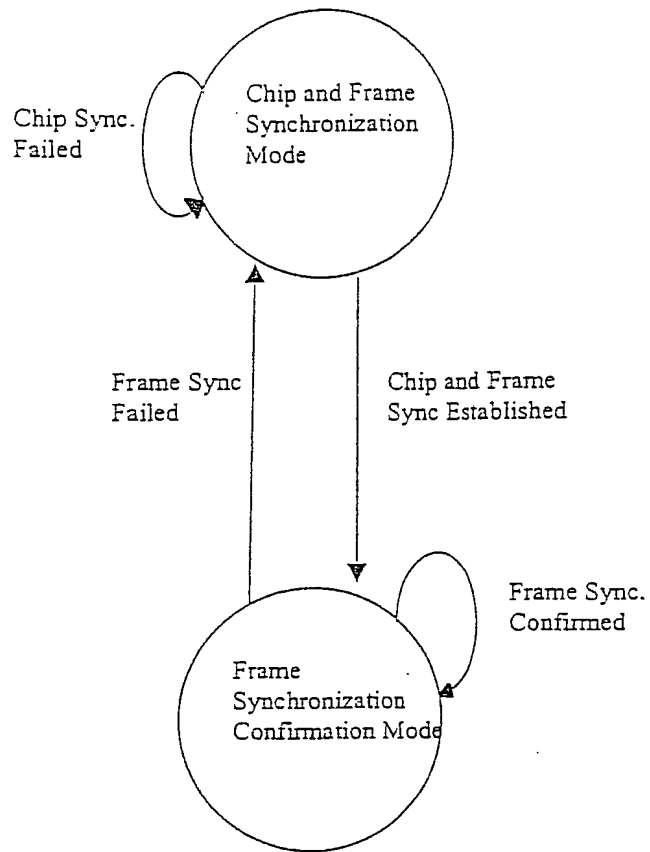 Chip and Frame
Synchronization
Mode
Chip Sync.
Failed
Frame Sync
Failed
Chip and Frame
Sync Established
Frame Sync.
Confirmed
Frame
Synchronization
Confirmation Mode